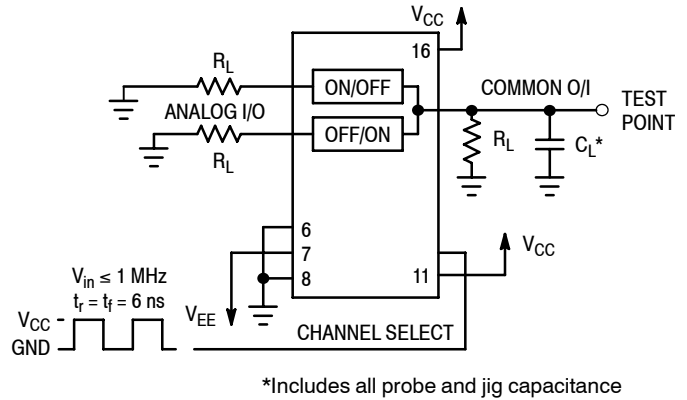 VCC
16
RL
ON/OFF
COMMON O/I
TEST
POINT
ANALOG I/O
OFF/ON
RL
RL
CL*
6
7
8
11
VCC
Vin ≤ 1 MHz
tr = tf = 6 ns
VCC
GND
VEE
CHANNEL SELECT
*Includes all probe and jig capacitance